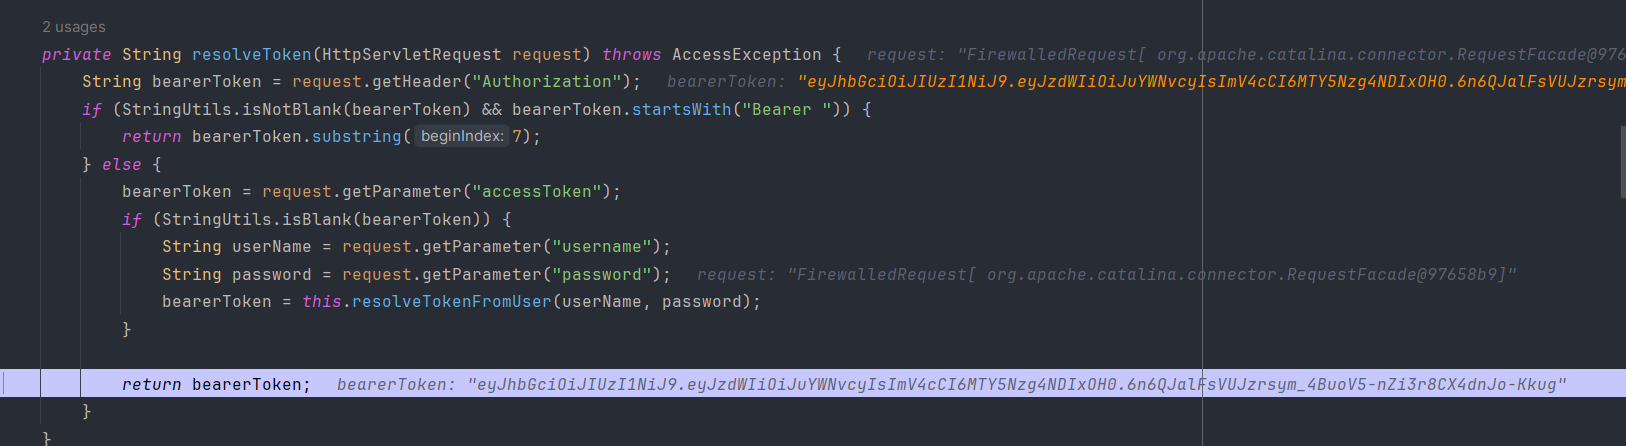 2 usages
private String resolveToken(HttpServletRequest request) throws AccessException {   request: "FirewalledRequest[ org.apache.catalina.connector.RequestFacade@976
String bearerToken = request.getHeader("Authorization");   bearerToken: "eyJhbGciOiJIUzI1NiJ9.eyJzdWIiOiJuYWNvcyIsImV4cCI6MTY5Nzg4NDIxOH0.6n6QJalFsVUJzrsym
if (StringUtils.isNotBlank(bearerToken) && bearerToken.startsWith("Bearer ")) {
return bearerToken.substring( beginIndex: 7);
} else {
bearerToken = request.getParameter("accessToken");
if (StringUtils.isBlank(bearerToken)) {
String userName = request.getParameter("username");
String password = request.getParameter("password");   request: "FirewalledRequest[ org.apache.catalina.connector.RequestFacade@97658b9]"
bearerToken = this.resolveTokenFromUser(userName, password);
}
return bearerToken;   bearerToken: "eyJhbGciOiJIUzI1NiJ9.eyJzdWIiOiJuYWNvcyIsImV4cCI6MTY5Nzg4NDIxOH0.6n6QJalFsVUJzrsym_4BuoV5-nZi3r8CX4dnJo-Kkug"
}
}